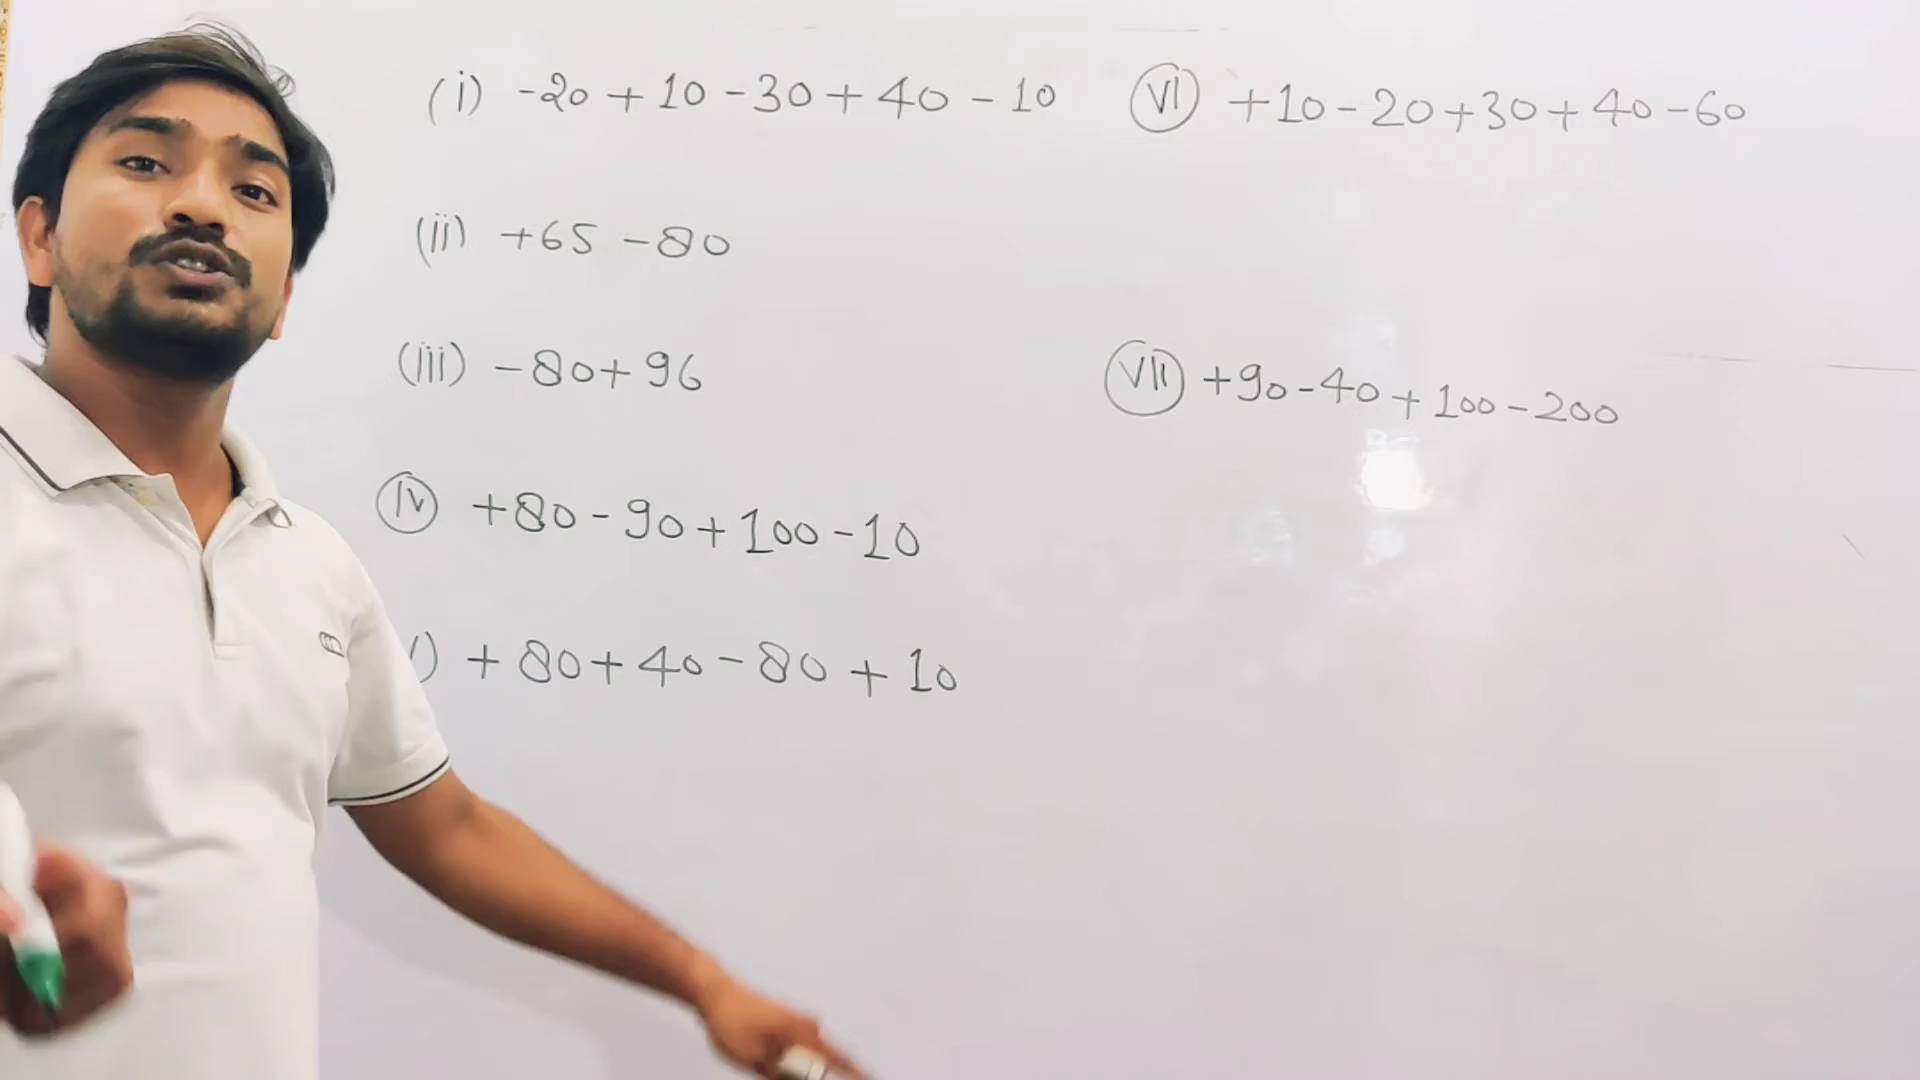 (i) -20 + 10 - 30 + 40 - 10
(ii) +65 - 80
(iii) -80 + 96
(iv) +80 - 90 + 100 - 10
) + 80 + 40 - 80 + 10
(vi) +10 - 20 + 30 + 40 - 60
(vii) +90 - 40 + 100 - 200